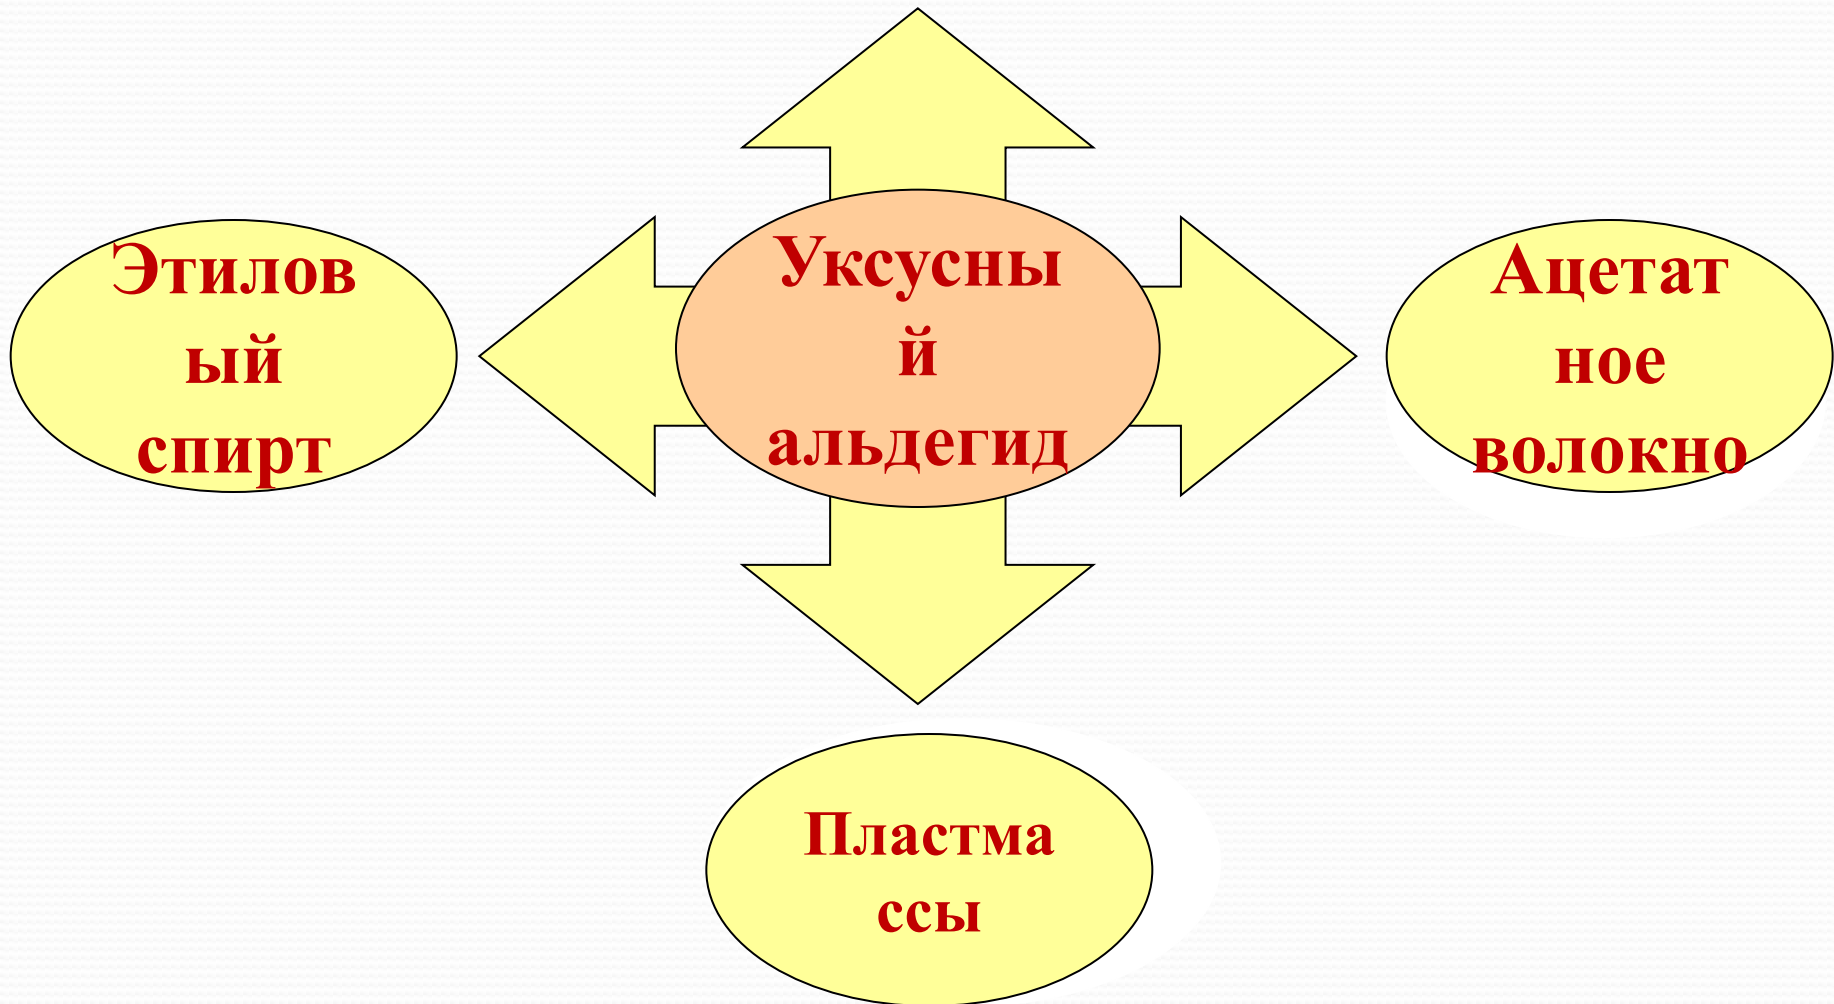 Этилов
ый
спирт
Уксусны
й
альдегид
Ацетат
ное
волокно
Пластма
ссы